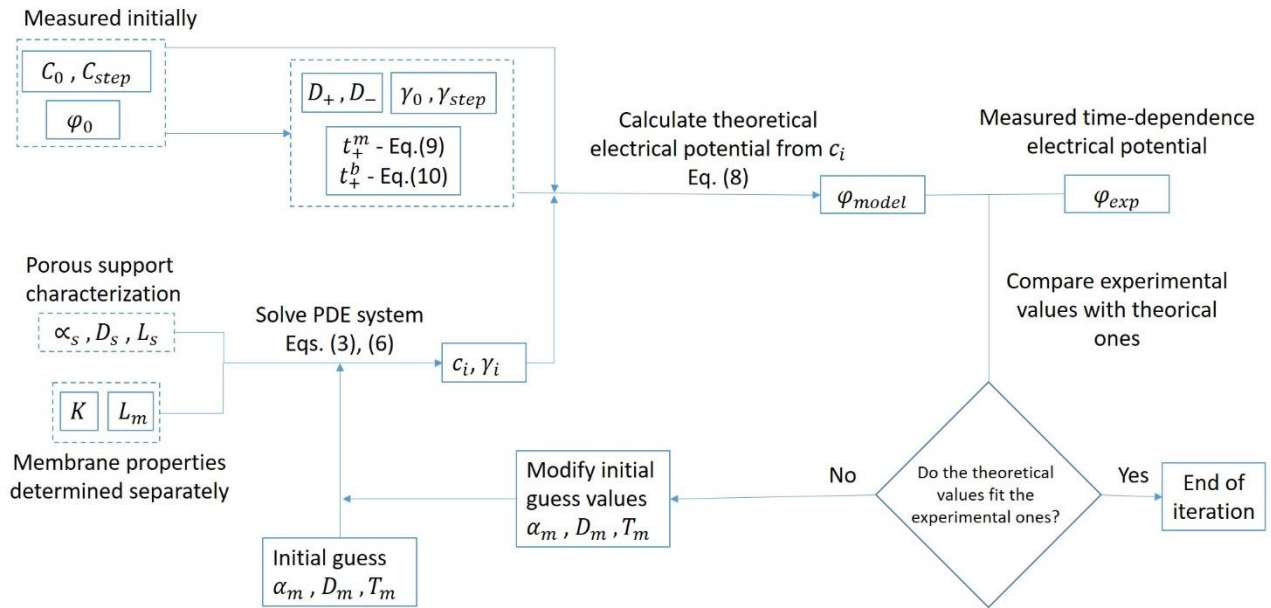 Measured initially
C_0 , C_step
φ_0
D_+ , D_-
γ_0 , γ_step
t_+^m - Eq.(9)
t_+^b - Eq.(10)
Calculate theoretical
electrical potential from c_i
Eq. (8)
φ_model
Measured time-dependence
electrical potential
φ_exp
Porous support
characterization
∝_s , D_s , L_s
K
L_m
Membrane properties
determined separately
Solve PDE system
Eqs. (3), (6)
c_i, γ_i
Compare experimental
values with theorical
ones
Initial guess
α_m , D_m , T_m
Modify initial
guess values
α_m , D_m , T_m
No
Do the theoretical
values fit the
experimental ones?
Yes
End of
iteration